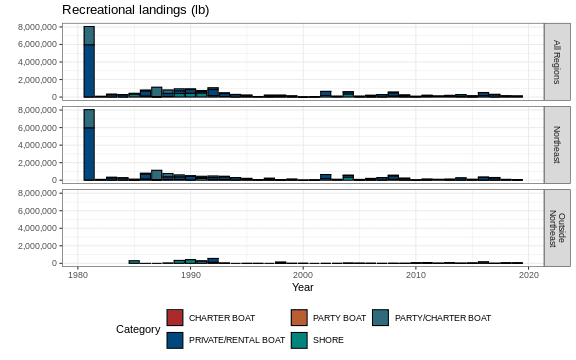 Recreational landings (lb)
8,000,000
6,000,000
4,000,000
2,000,000
0
All Regions
8,000,000
6,000,000
4,000,000
2,000,000
0
Northeast
8,000,000
6,000,000
4,000,000
2,000,000
0
Outside
Northeast
1980 1990 2000 2010 2020
Year
Category
CHARTER BOAT PARTY BOAT PARTY/CHARTER BOAT
PRIVATE/RENTAL BOAT SHORE